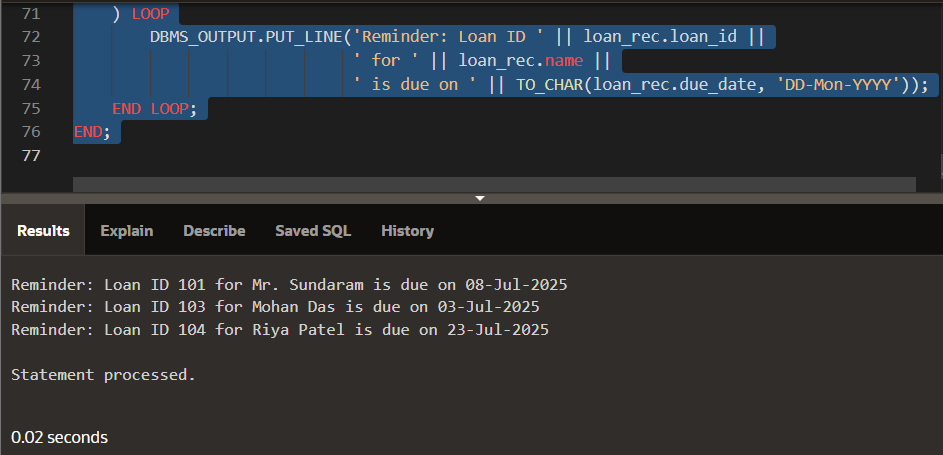 71 ) LOOP
72 DBMS_OUTPUT.PUT_LINE('Reminder: Loan ID ' || loan_rec.loan_id ||
73 ' for ' || loan_rec.name ||
74 ' is due on ' || TO_CHAR(loan_rec.due_date, 'DD-Mon-YYYY'));
75 END LOOP;
76 END;
77
Results Explain Describe Saved SQL History
Reminder: Loan ID 101 for Mr. Sundaram is due on 08-Jul-2025
Reminder: Loan ID 103 for Mohan Das is due on 03-Jul-2025
Reminder: Loan ID 104 for Riya Patel is due on 23-Jul-2025
Statement processed.
0.02 seconds